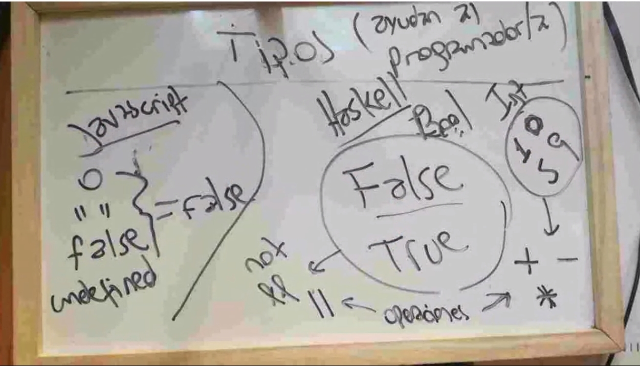 Tipos (ayudan al
programador/a)
Javascript
0
" "
false
undefined
= false
Haskell
Bool
False
True
not
&&
||
operaciones
Int
0
1
9
5
+ -
*